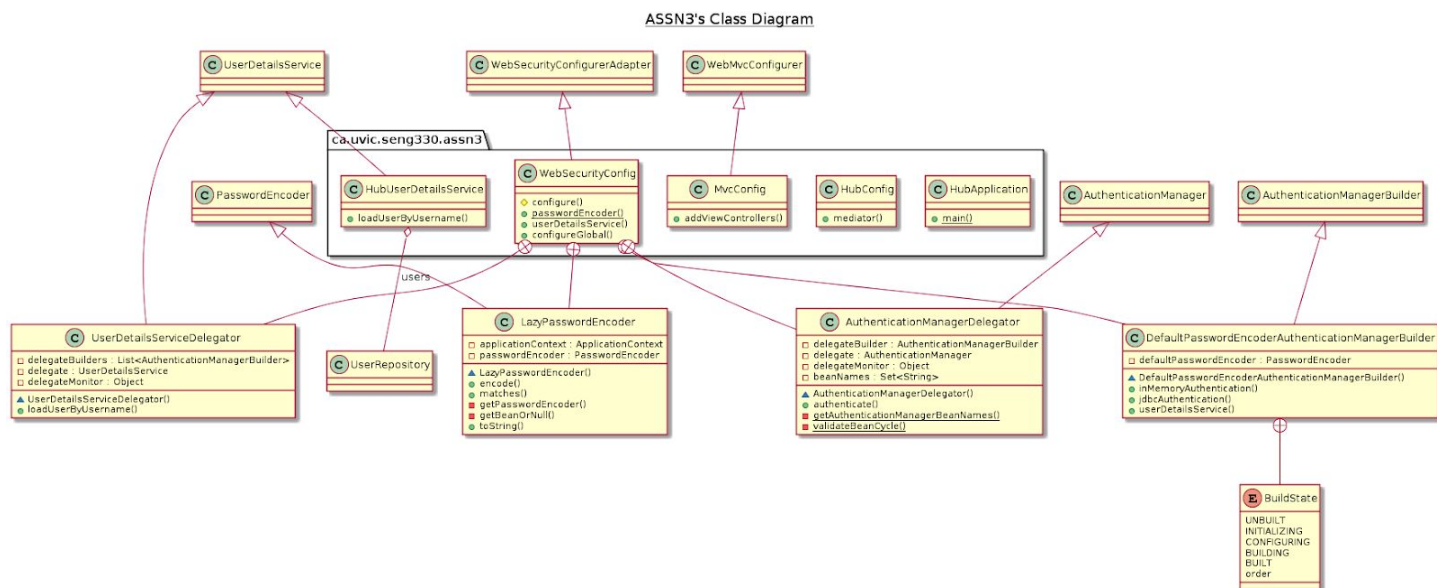 ASSN3's Class Diagram
C UserDetailsService
C WebSecurityConfigurerAdapter
C WebMvcConfigurer
ca.uvic.seng330.assn3
C PasswordEncoder
C HubUserDetailsService
loadUserByUsername()
C WebSecurityConfig
configure()
passwordEncoder()
userDetailsService()
configureGlobal()
C MvcConfig
addViewControllers()
C HubConfig
mediator()
C HubApplication
main()
C AuthenticationManager
C AuthenticationManagerBuilder
users
C UserDetailsServiceDelegator
delegateBuilders : List<AuthenticationManagerBuilder>
delegate : UserDetailsService
delegateMonitor : Object
UserDetailsServiceDelegator()
loadUserByUsername()
C UserRepository
C LazyPasswordEncoder
applicationContext : ApplicationContext
passwordEncoder : PasswordEncoder
LazyPasswordEncoder()
encode()
matches()
getPasswordEncoder()
getBeanOrNull()
toString()
C AuthenticationManagerDelegator
delegateBuilder : AuthenticationManagerBuilder
delegate : AuthenticationManager
delegateMonitor : Object
beanNames : Set<String>
AuthenticationManagerDelegator()
authenticate()
getAuthenticationManagerBeanNames()
validateBeanCycle()
C DefaultPasswordEncoderAuthenticationManagerBuilder
defaultPasswordEncoder : PasswordEncoder
DefaultPasswordEncoderAuthenticationManagerBuilder()
inMemoryAuthentication()
jdbcAuthentication()
userDetailsService()
E BuildState
UNBUILT
INITIALIZING
CONFIGURING
BUILDING
BUILT
order